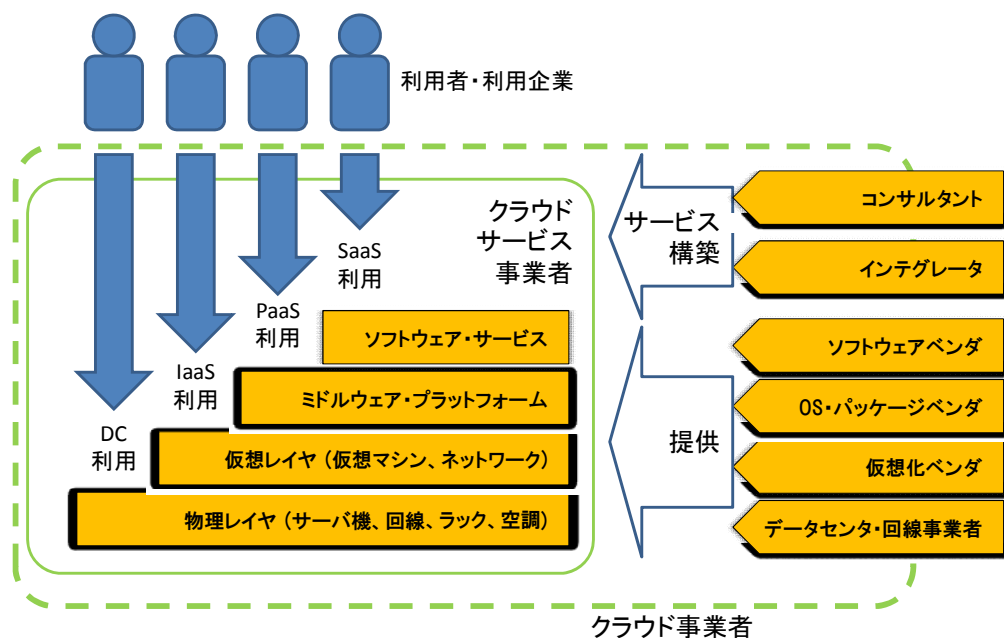 利用者・利用企業
クラウド
サービス
事業者
SaaS
利用
PaaS
利用
IaaS
利用
DC
利用
ソフトウェア・サービス
ミドルウェア・プラットフォーム
仮想レイヤ（仮想マシン、ネットワーク）
物理レイヤ（サーバ機、回線、ラック、空調）
サービス
構築
提供
コンサルタント
インテグレータ
ソフトウェアベンダ
OS・パッケージベンダ
仮想化ベンダ
データセンタ・回線事業者
クラウド事業者